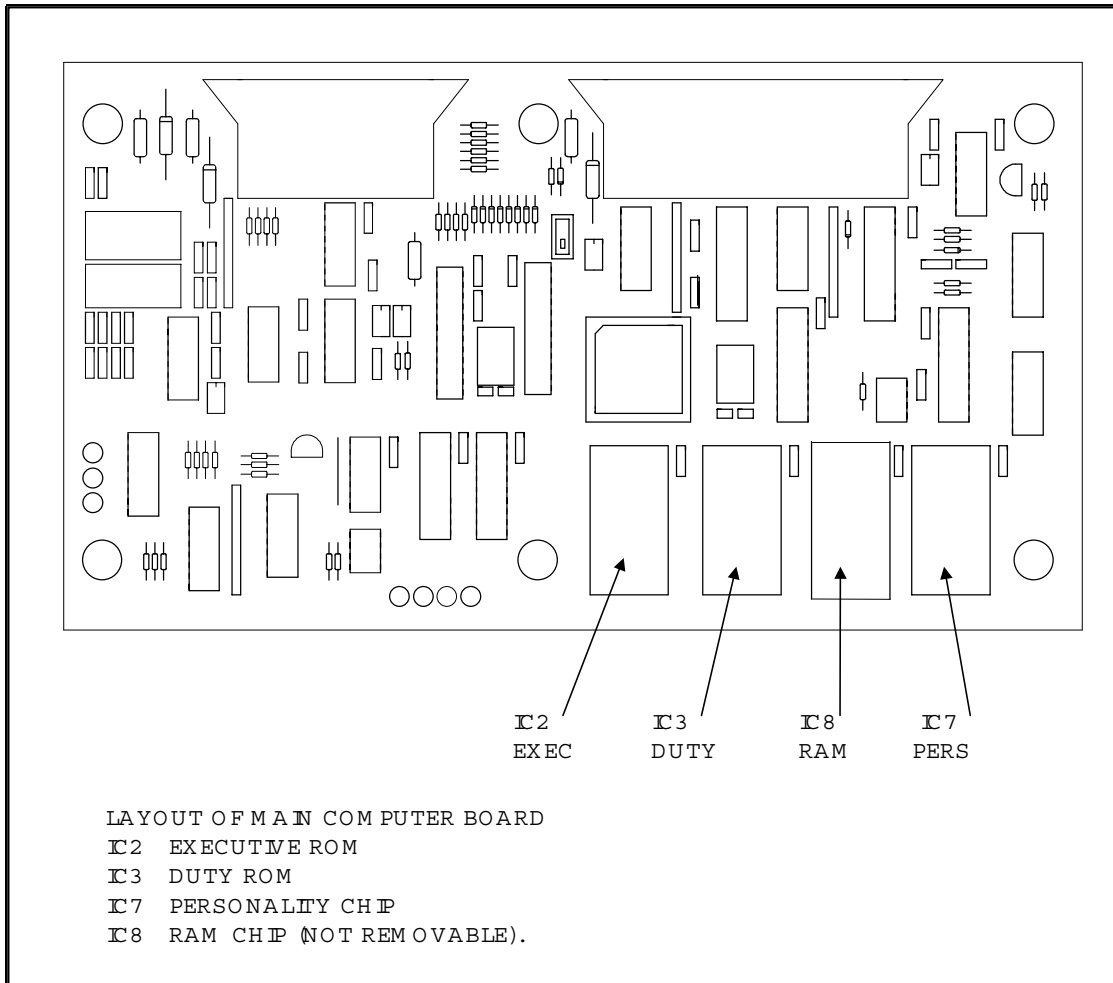 IC2 IC3 IC8 IC7
EXEC DUTY RAM PERS
LAYOUT OF MAIN COMPUTER BOARD
IC2 EXECUTIVE ROM
IC3 DUTY ROM
IC7 PERSONALITY CHIP
IC8 RAM CHIP (NOT REMOVABLE).